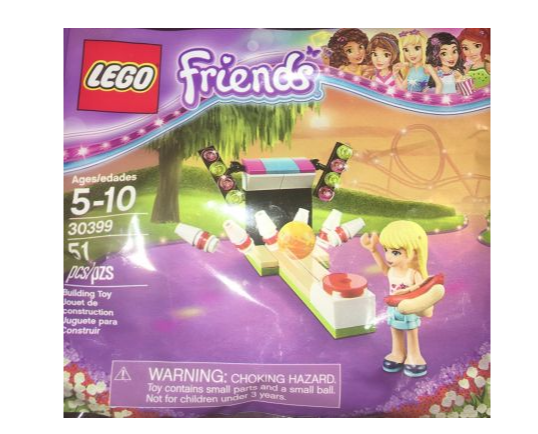 LEGO
friends
Ages/edades
5-10
30399
51
pcs/pzs
Building Toy
Jouet de
construction
Juguete para
Construir
WARNING: CHOKING HAZARD.
Toy contains small parts and a small ball.
Not for children under 3 years.